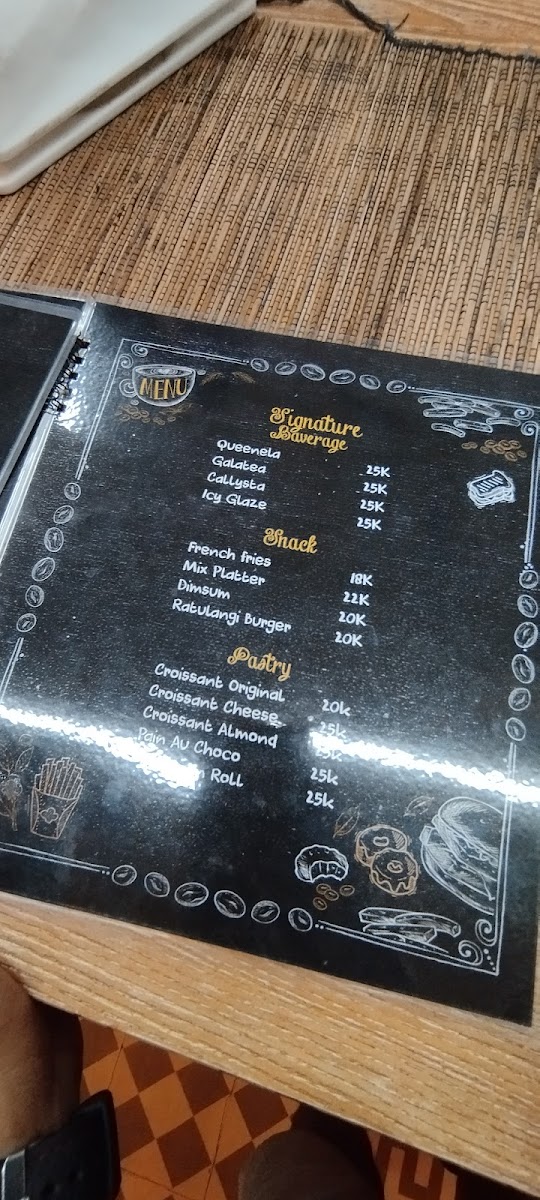 MENU
Signature
Baverage
Queenela 25K
Galatea 25K
Callysta 25K
Icy Glaze 25K
Snack
French fries 18K
Mix Platter 22K
Dimsum 20K
Ratulangi Burger 20K
Pastry
Croissant Original 20k
Croissant Cheese 25k
Croissant Almond
Pain Au Choco 25k
Roll 25k